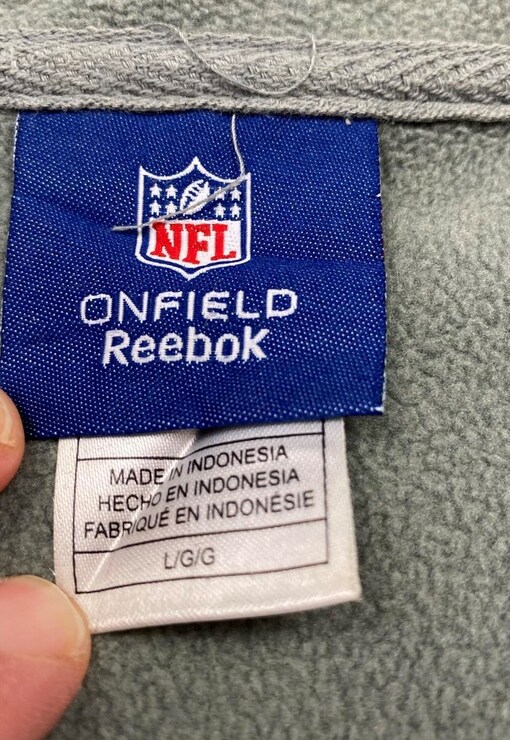 NFL
ONFIELD
Reebok
MADE IN INDONESIA
HECHO EN INDONESIA
FABRIQUÉ EN INDONÉSIE
L/G/G